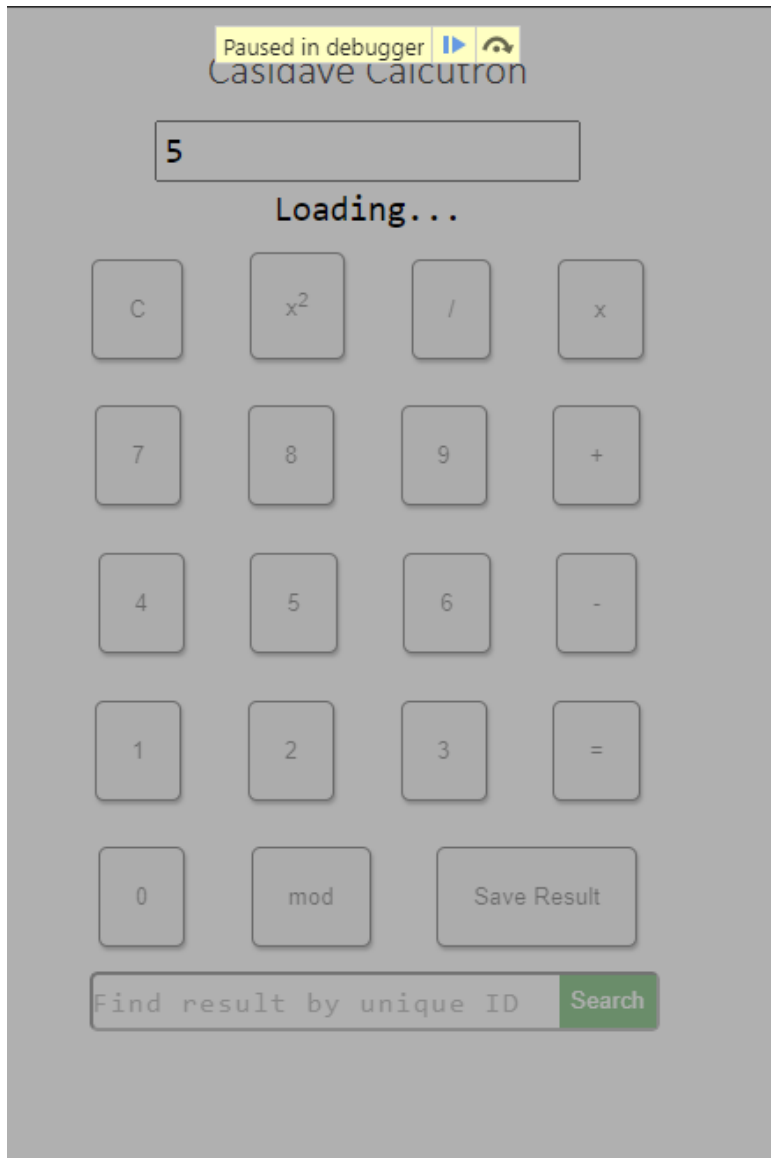 Paused in debugger
Casidave Calcutron
5
Loading...
C x² / x
7 8 9 +
4 5 6 -
1 2 3 =
0 mod Save Result
Find result by unique ID Search